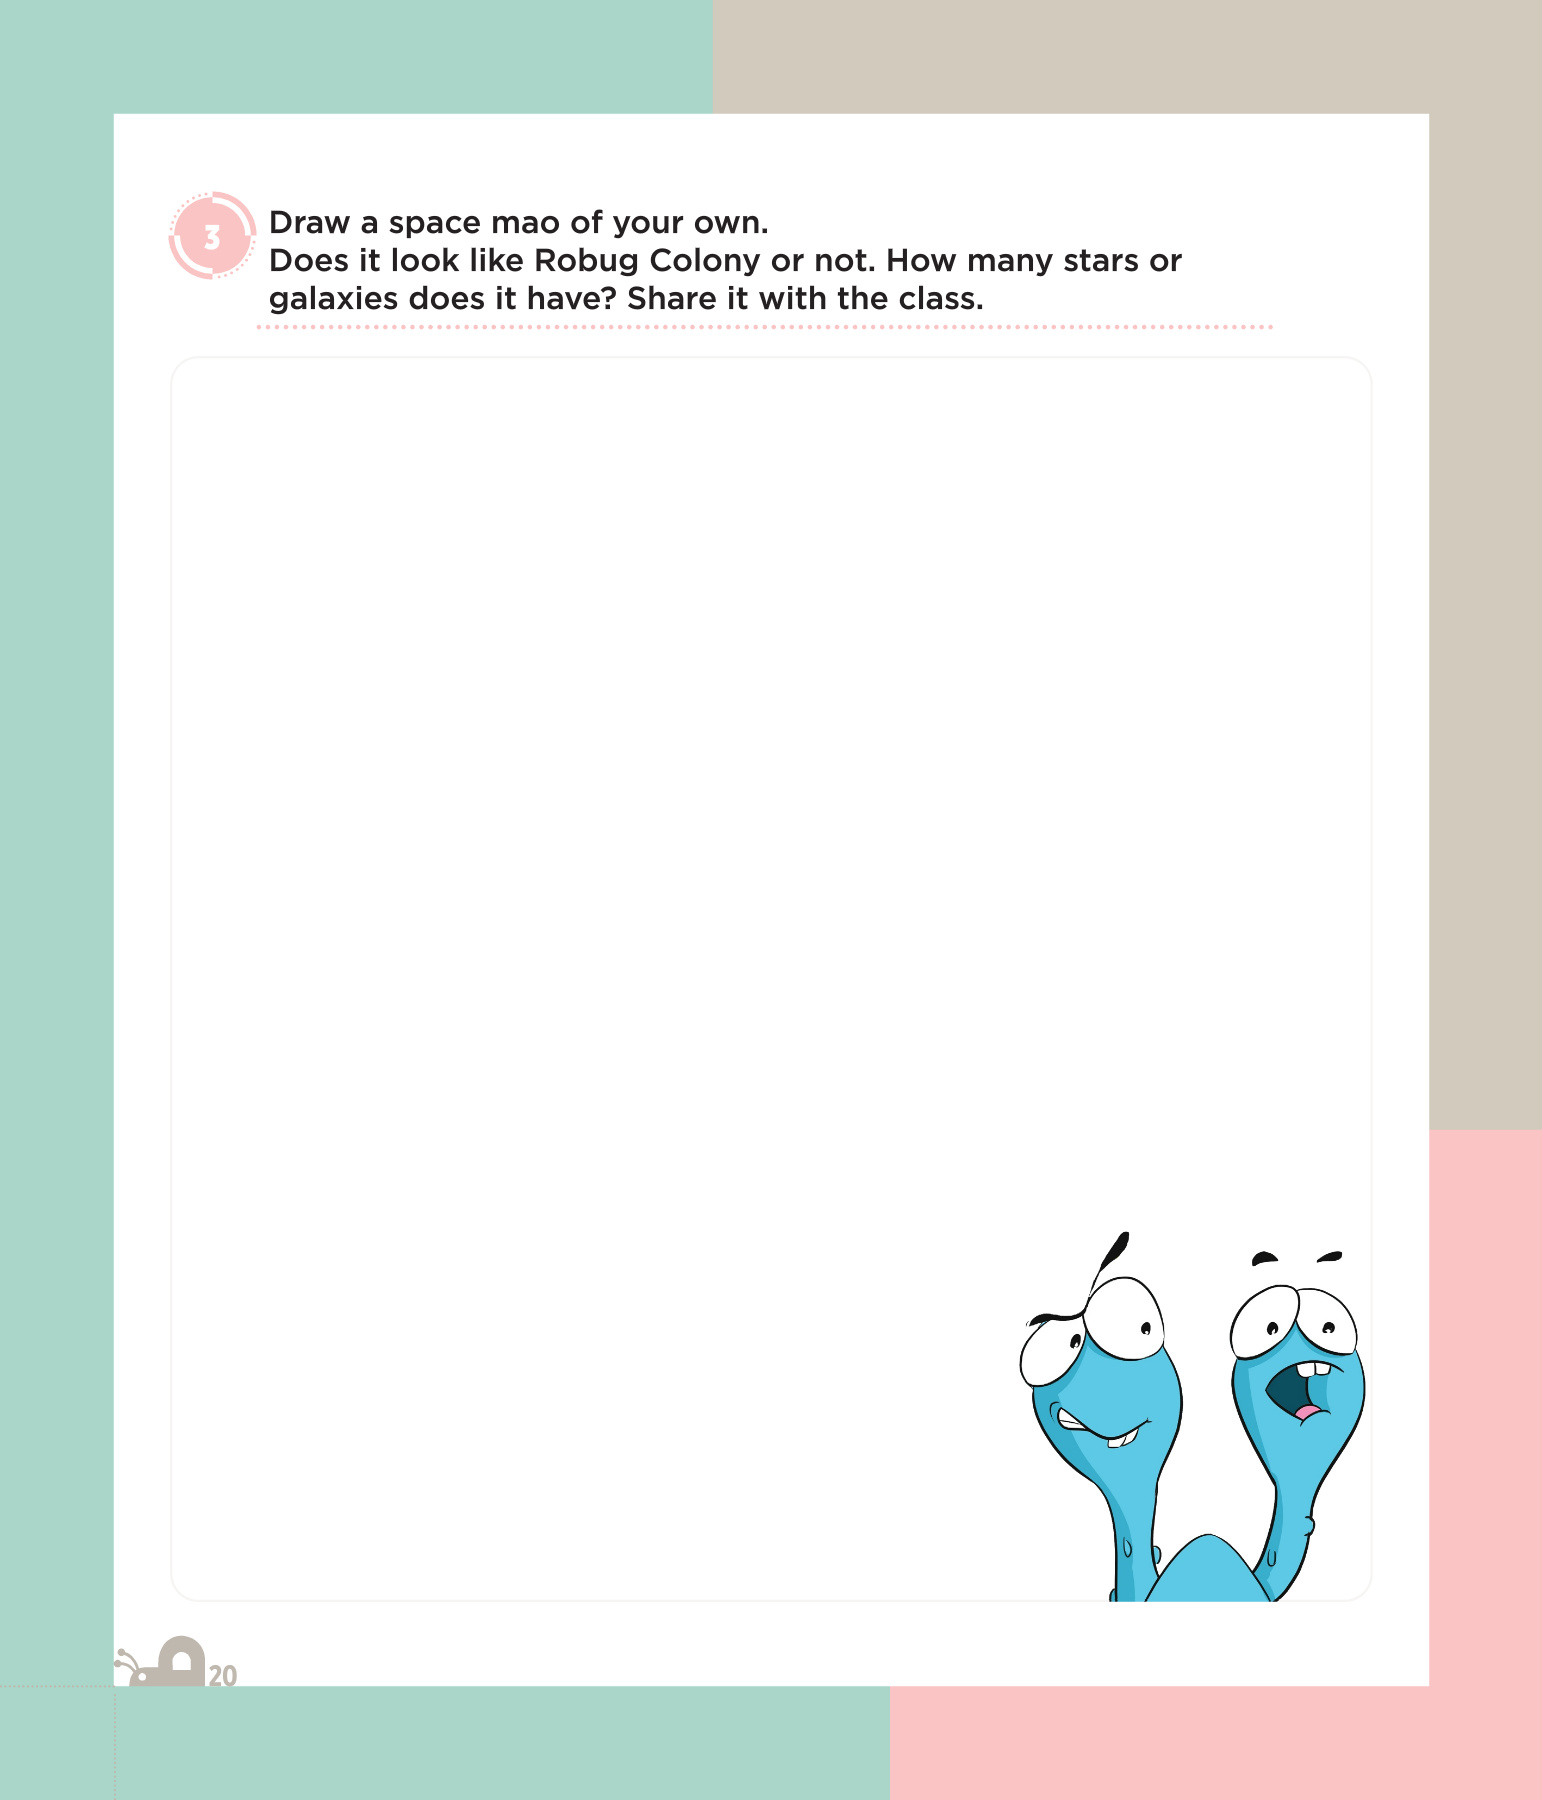 3
Draw a space mao of your own.
Does it look like Robug Colony or not. How many stars or
galaxies does it have? Share it with the class.
20